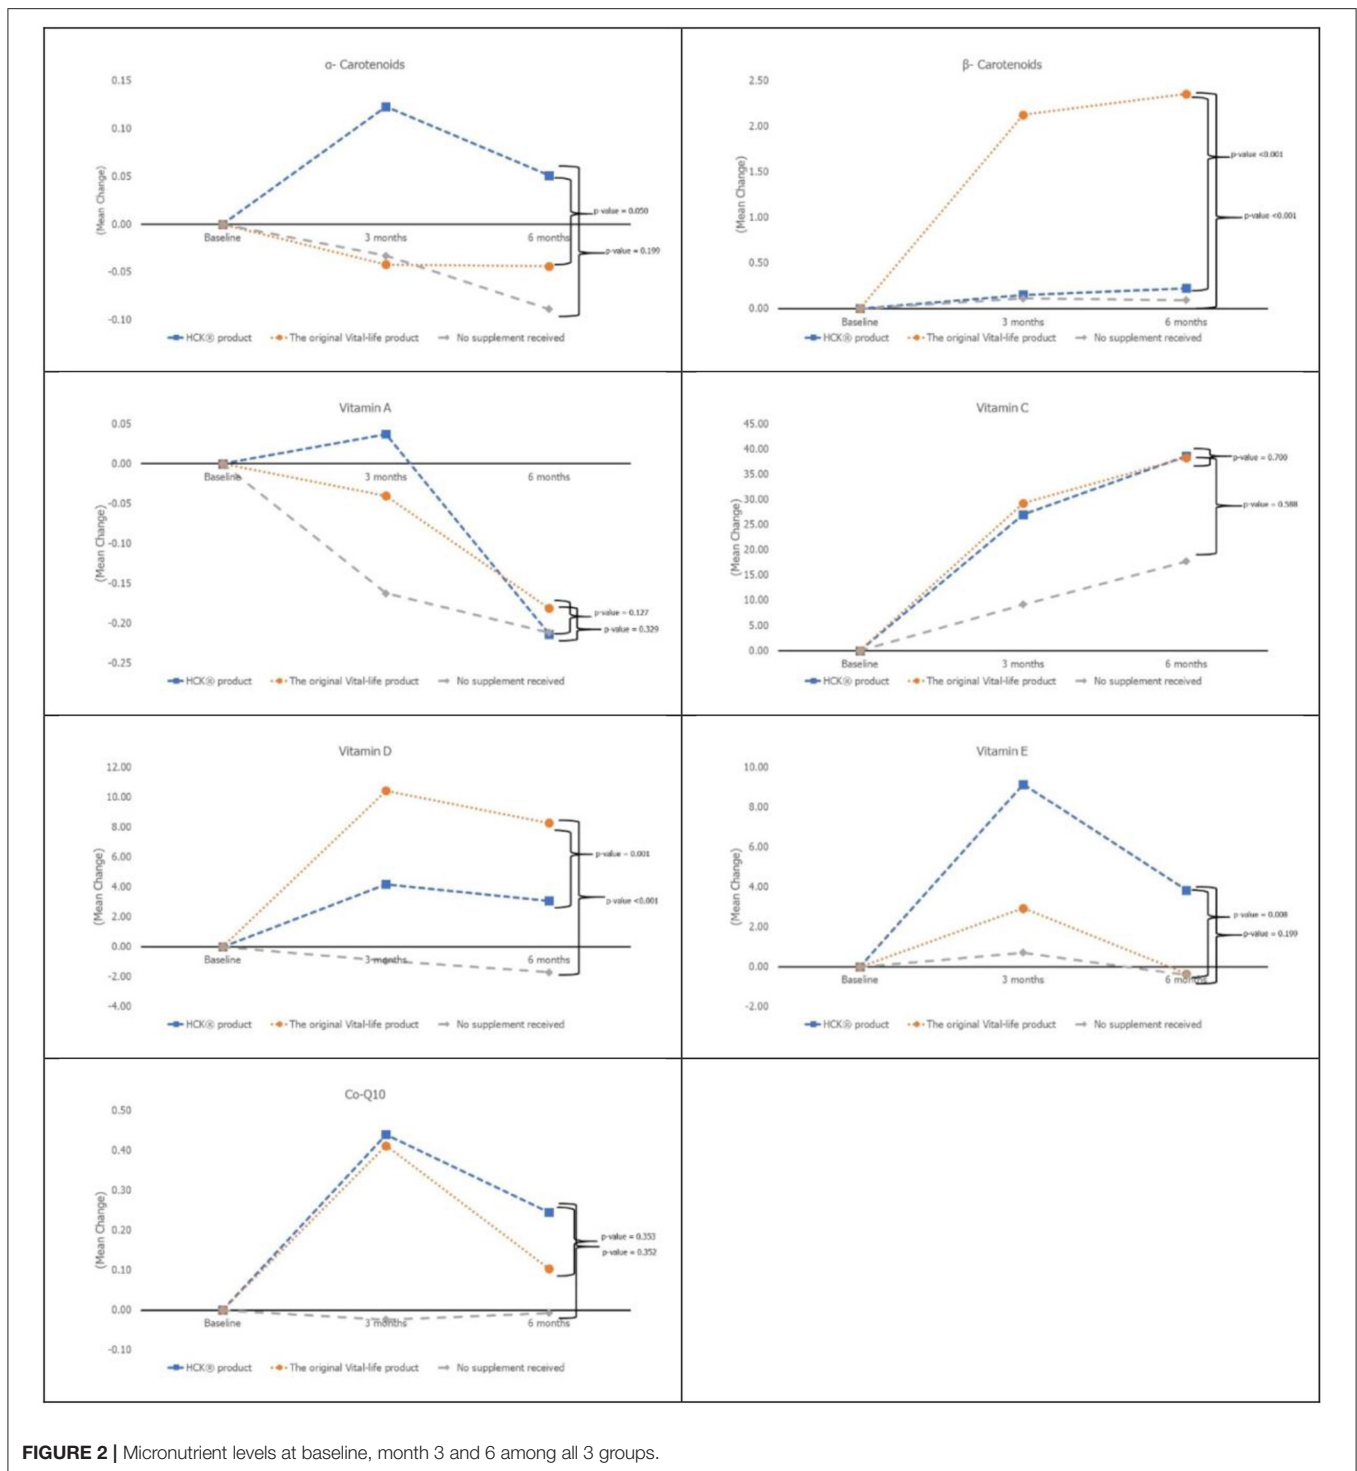 α- Carotenoids
0.15
0.10
0.05
0.00
-0.05
-0.10
(Mean Change)
Baseline 3 months 6 months
p-value = 0.050
p-value = 0.199
HCK® product The original Vital-life product No supplement received
β- Carotenoids
2.50
2.00
1.50
1.00
0.50
0.00
(Mean Change)
Baseline 3 months 6 months
p-value <0.001
p-value <0.001
HCK® product The original Vital-life product No supplement received
Vitamin A
0.05
0.00
-0.05
-0.10
-0.15
-0.20
-0.25
(Mean Change)
Baseline 3 months 6 months
p-value = 0.127
p-value = 0.329
HCK® product The original Vital-life product No supplement received
Vitamin C
45.00
40.00
35.00
30.00
25.00
20.00
15.00
10.00
5.00
0.00
(Mean Change)
Baseline 3 months 6 months
p-value = 0.700
p-value = 0.588
HCK® product The original Vital-life product No supplement received
Vitamin D
12.00
10.00
8.00
6.00
4.00
2.00
0.00
-2.00
-4.00
(Mean Change)
Baseline 3 months 6 months
p-value = 0.001
p-value <0.001
HCK® product The original Vital-life product No supplement received
Vitamin E
10.00
8.00
6.00
4.00
2.00
0.00
-2.00
(Mean Change)
Baseline 3 months 6 months
p-value = 0.008
p-value = 0.199
HCK® product The original Vital-life product No supplement received
Co-Q10
0.50
0.40
0.30
0.20
0.10
0.00
-0.10
(Mean Change)
Baseline 3 months 6 months
p-value = 0.353
p-value = 0.352
HCK® product The original Vital-life product No supplement received
FIGURE 2 | Micronutrient levels at baseline, month 3 and 6 among all 3 groups.